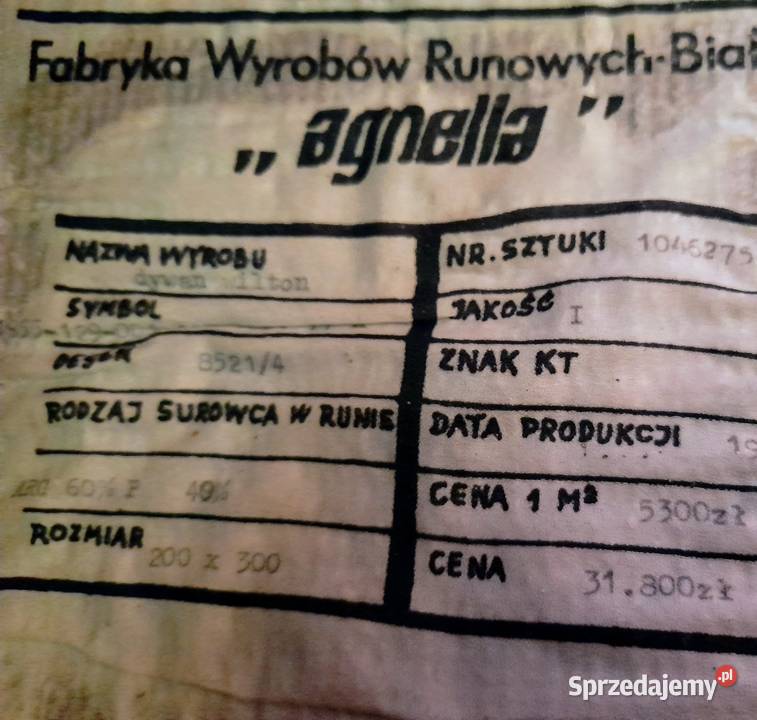 Fabryka Wyrobów Runowych-Biał
„agnella”
NAZWA WYROBU
dywan wilton
NR. SZTUKI 1046275
SYMBOL
JAKOŚĆ I
DESEŃ 8521/4
ZNAK KT
RODZAJ SUROWCA W RUNIE
DATA PRODUKCJI 19
60% P 40%
CENA 1 M² 5300zł
ROZMIAR 200 x 300
CENA 31.800zł
Sprzedajemy.pl